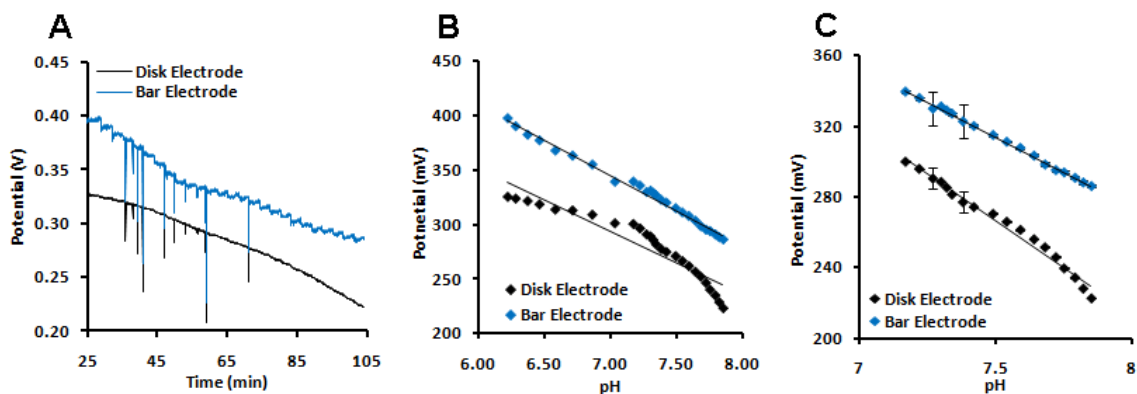 A
0.45
0.40
0.35
0.30
0.25
0.20
Potential (V)
Disk Electrode
Bar Electrode
25
45
65
85
105
Time (min)
B
450
400
350
300
250
200
Potnetial (mV)
Disk Electrode
Bar Electrode
6.00
6.50
7.00
7.50
8.00
pH
C
360
320
280
240
200
Potential (mV)
Disk Electrode
Bar Electrode
7
7.5
8
pH